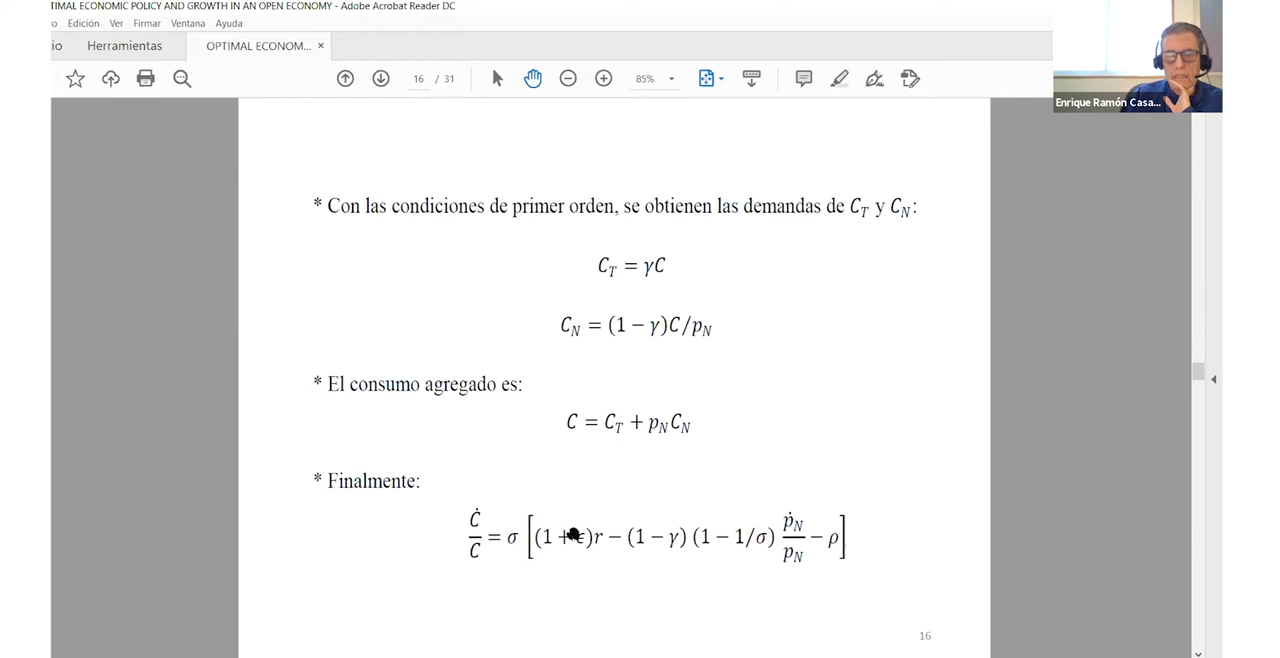 TIMAL ECONOMIC POLICY AND GROWTH IN AN OPEN ECONOMY - Adobe Acrobat Reader DC
o Edición Ver Firmar Ventana Ayuda
io Herramientas OPTIMAL ECONOM... ×
16 / 31 85%
Enrique Ramón Casa...
* Con las condiciones de primer orden, se obtienen las demandas de C_T y C_N:
C_T = γC
C_N = (1 − γ)C/p_N
* El consumo agregado es:
C = C_T + p_N C_N
* Finalmente:
Ċ/C = σ [(1 + ϵ)r − (1 − γ) (1 − 1/σ) ṗ_N/p_N − ρ]
16